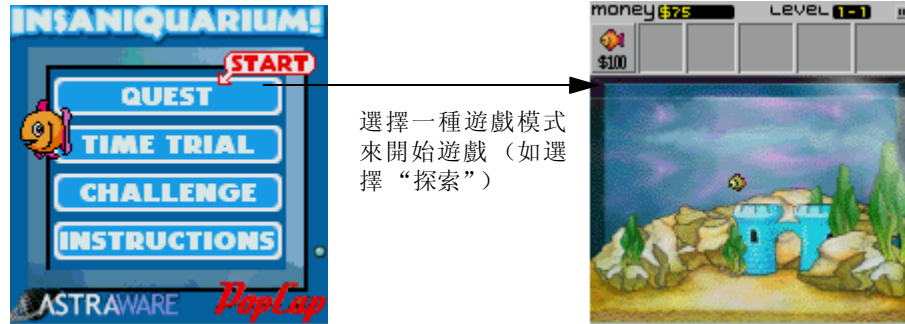 INSANIQUARIUM!
START
QUEST
TIME TRIAL
CHALLENGE
INSTRUCTIONS
ASTRAWARE PopCap
選擇一種遊戲模式
來開始遊戲（如選
擇“探索”）
money $75 LEVEL 1-1
$100